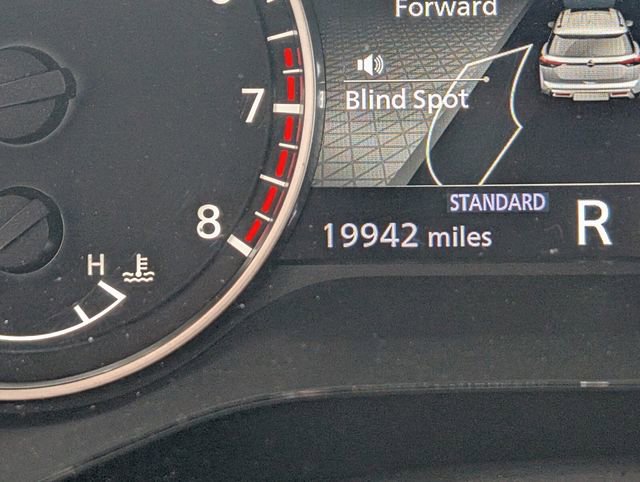 Forward
7
Blind Spot
STANDARD
8
19942 miles
R
H